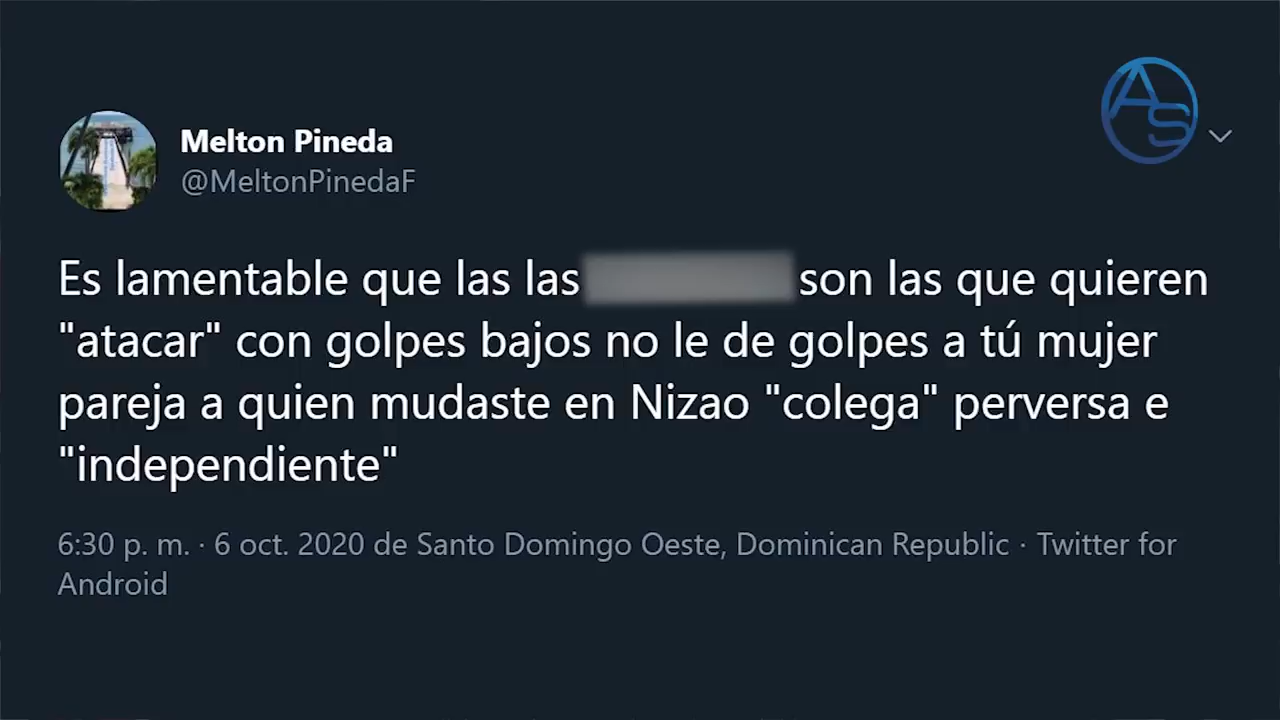 AS
Melton Pineda
@MeltonPinedaF
Es lamentable que las las son las que quieren
"atacar" con golpes bajos no le de golpes a tú mujer
pareja a quien mudaste en Nizao "colega" perversa e
"independiente"
6:30 p. m. · 6 oct. 2020 de Santo Domingo Oeste, Dominican Republic · Twitter for
Android